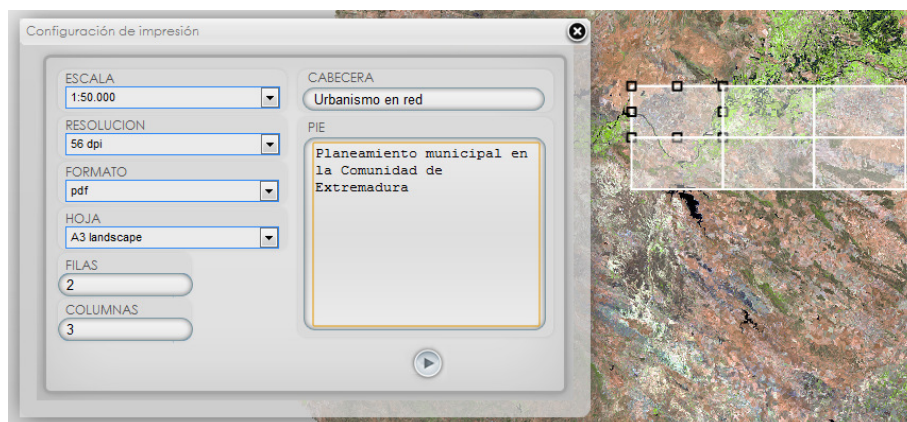 Configuración de impresión
ESCALA
1:50.000
RESOLUCION
56 dpi
FORMATO
pdf
HOJA
A3 landscape
FILAS
2
COLUMNAS
3
CABECERA
Urbanismo en red
PIE
Planeamiento municipal en
la Comunidad de
Extremadura